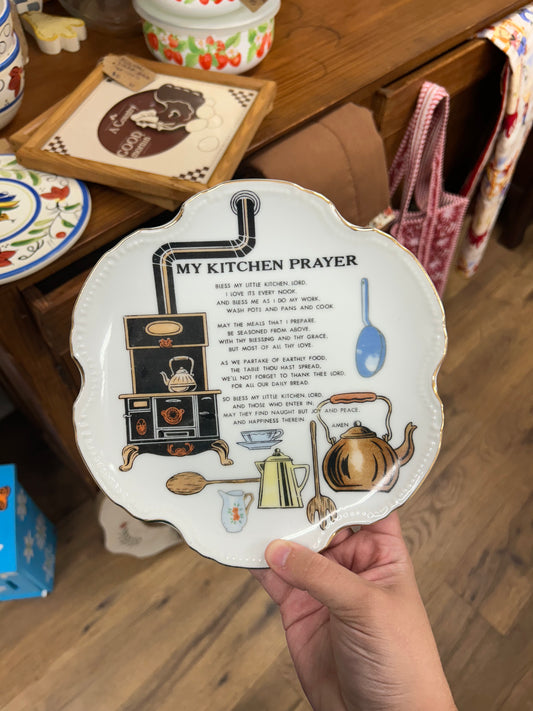 MY KITCHEN PRAYER
BLESS MY LITTLE KITCHEN, LORD,
I LOVE ITS EVERY NOOK,
AND BLESS ME AS I DO MY WORK,
WASH POTS AND PANS AND COOK.
MAY THE MEALS THAT I PREPARE,
BE SEASONED FROM ABOVE,
WITH THY BLESSING AND THY GRACE,
BUT MOST OF ALL THY LOVE.
AS WE PARTAKE OF EARTHLY FOOD,
THE TABLE THOU HAST SPREAD,
WE'LL NOT FORGET TO THANK THEE LORD,
FOR ALL OUR DAILY BREAD.
SO BLESS MY LITTLE KITCHEN, LORD,
AND THOSE WHO ENTER IN,
MAY THEY FIND NAUGHT BUT JOY AND PEACE,
AND HAPPINESS THEREIN.
AMEN
A
GOOD